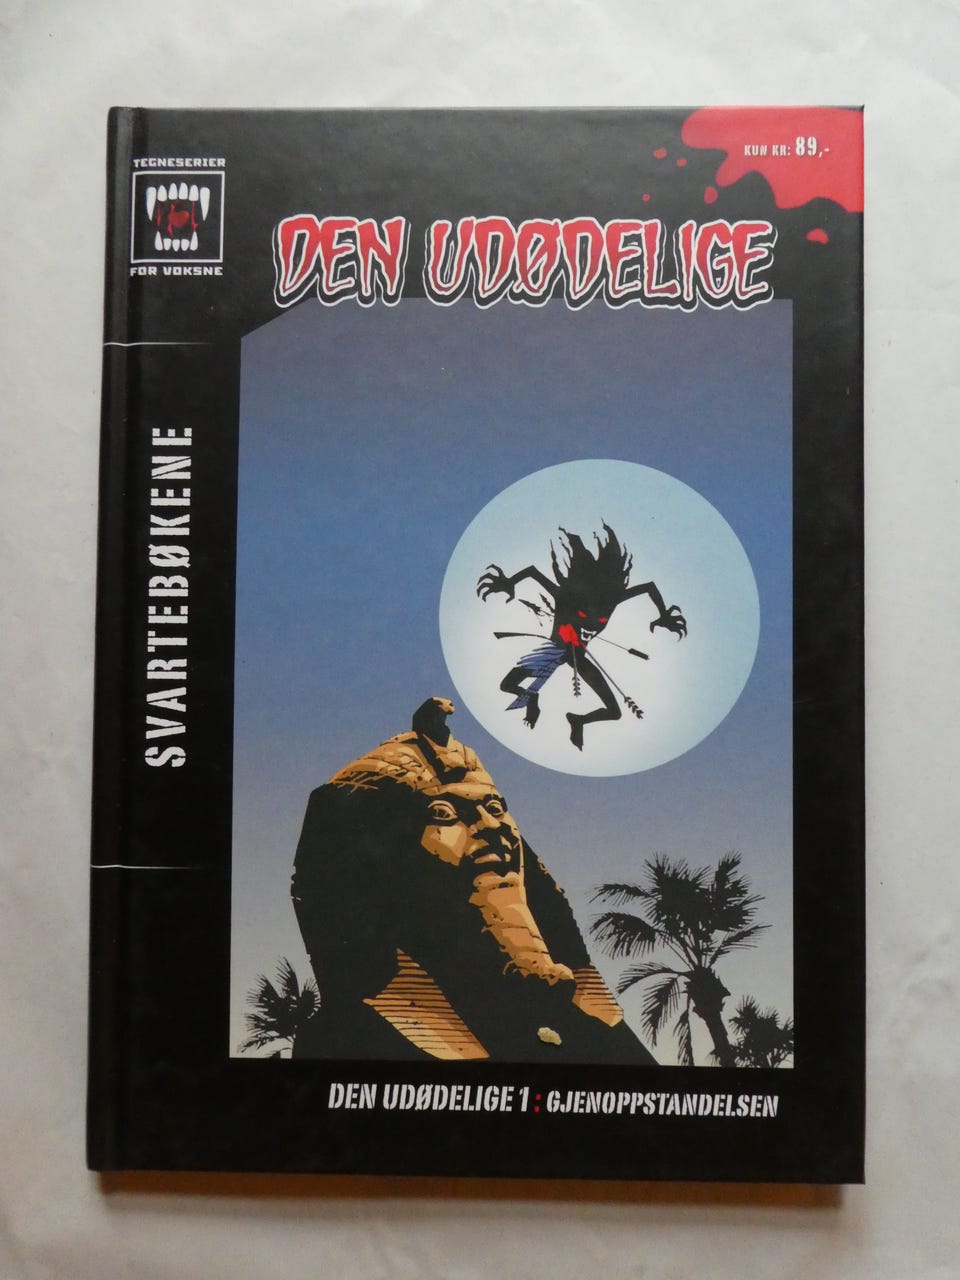 KUN KR: 89,-
TEGNESERIER
FOR VOKSNE
DEN UDØDELIGE
SVARTEBØKENE
DEN UDØDELIGE 1: GJENOPPSTANDELSEN